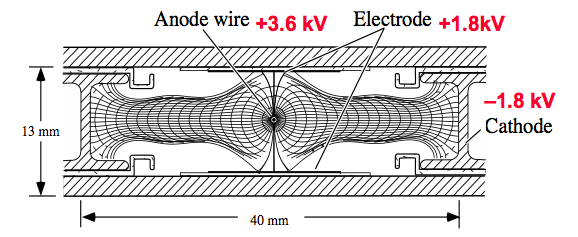 Anode wire +3.6 kV
Electrode +1.8kV
–1.8 kV
Cathode
13 mm
40 mm